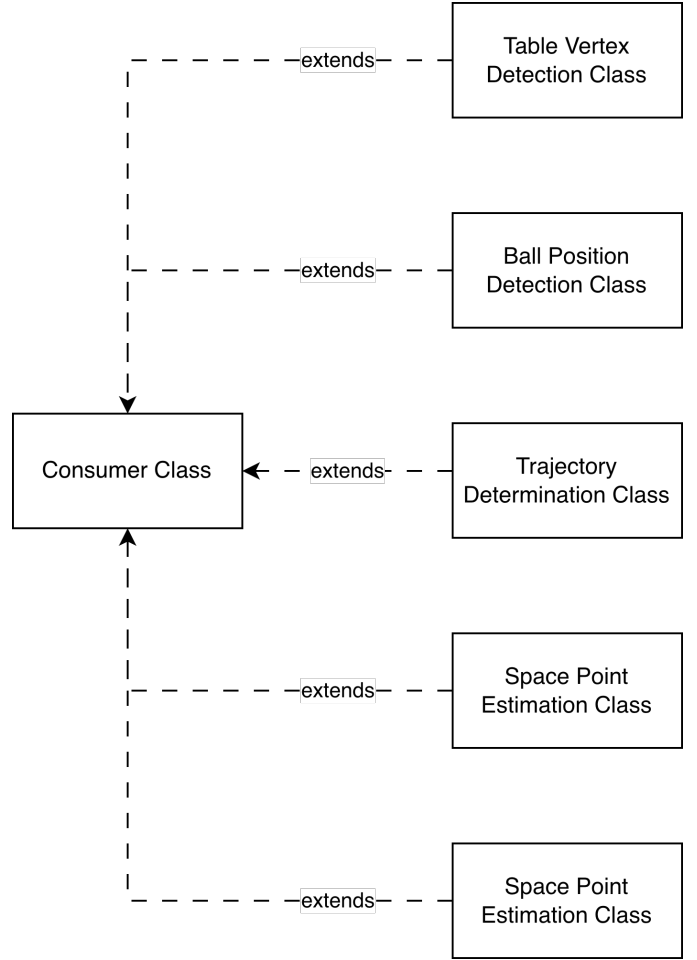 Table Vertex
Detection Class
extends
Ball Position
Detection Class
extends
Consumer Class
extends
Trajectory
Determination Class
extends
Space Point
Estimation Class
extends
Space Point
Estimation Class